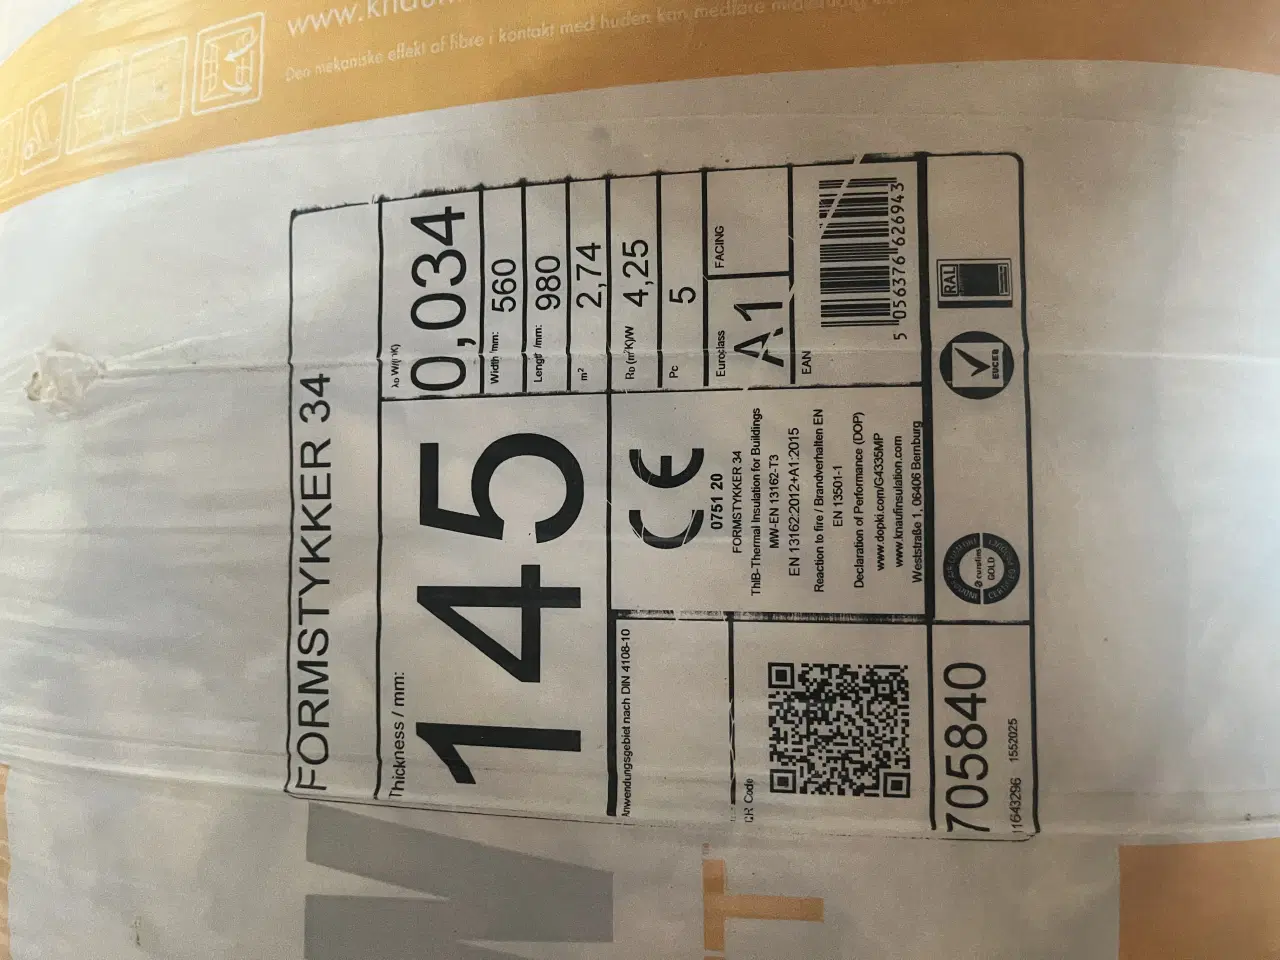 Den mekaniske effekt af fibre i kontakt med huden kan medføre
FORMSTYKKER 34
Thickness / mm:
145
0,034
Width /mm: 560
Length /mm: 980
m² 2,74
RD (m²K)/W 4,25
Pc 5
Euroclass
A1
FACING
EAN
5 056376 626943
CE
0751 20
FORMSTYKKER 34
ThIB-Thermal Insulation for Buildings
MW-EN 13162-T3
EN 13162:2012+A1:2015
Reaction to fire / Brandverhalten EN
EN 13501-1
Declaration of Performance (DOP)
www.dopki.com/G4335MP
www.knaufinsulation.com
Weststraße 1, 06406 Bernburg
Anwendungsgebiet nach DIN 4108-10
QR Code
705840
11643296 1552025
eurofins
GOLD
EUCEB
RAL
T